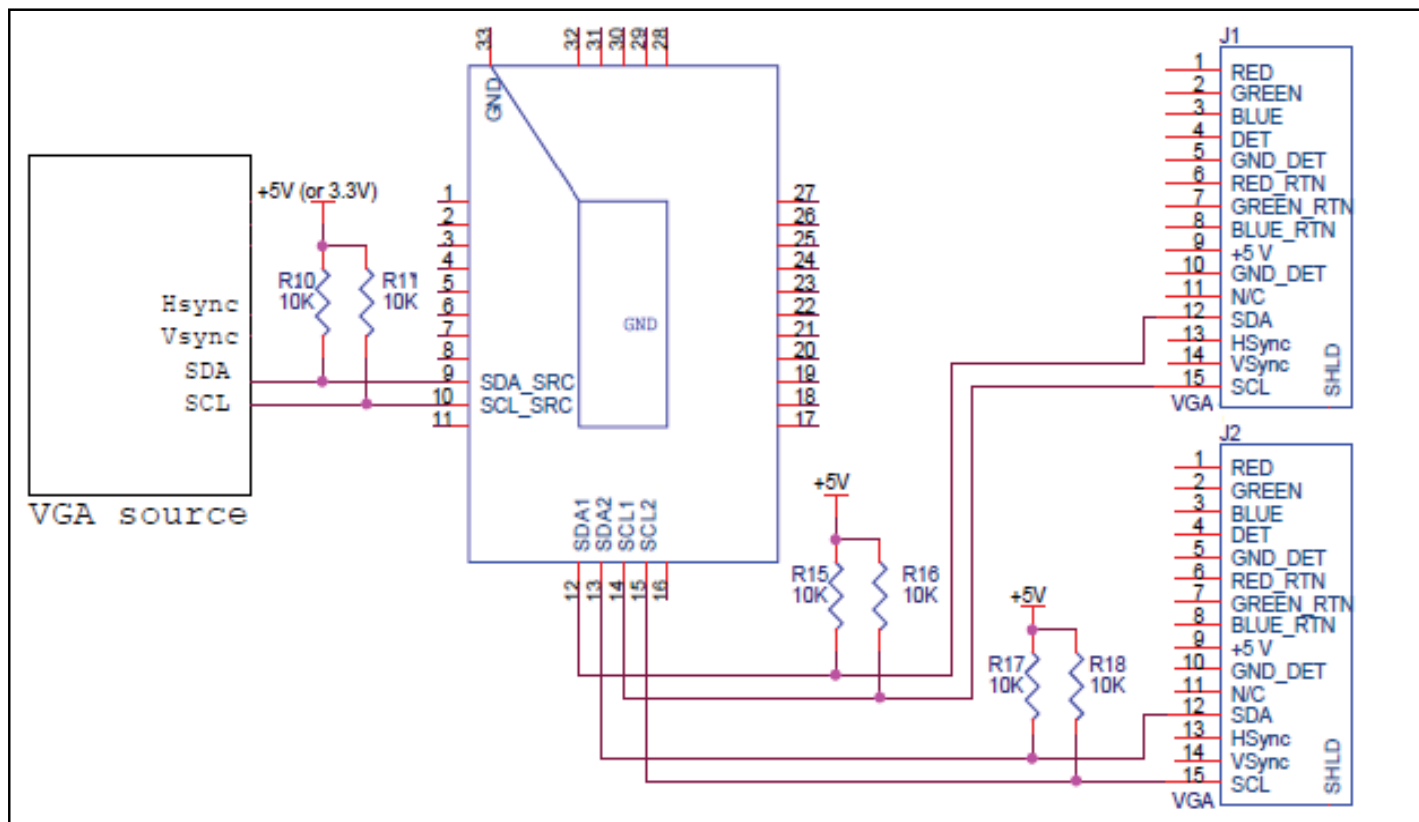 33
32
31
30
29
28
GND
+5V (or 3.3V)
R10
10K
R11
10K
Hsync
Vsync
SDA
SCL
VGA source
1
2
3
4
5
6
7
8
9 SDA_SRC
10 SCL_SRC
11
GND
27
26
25
24
23
22
21
20
19
18
17
SDA1
SDA2
SCL1
SCL2
12
13
14
15
16
+5V
R15
10K
R16
10K
+5V
R17
10K
R18
10K
J1
1 RED
2 GREEN
3 BLUE
4 DET
5 GND_DET
6 RED_RTN
7 GREEN_RTN
8 BLUE_RTN
9 +5 V
10 GND_DET
11 N/C
12 SDA
13 HSync
14 VSync
15 SCL
SHLD
VGA
J2
1 RED
2 GREEN
3 BLUE
4 DET
5 GND_DET
6 RED_RTN
7 GREEN_RTN
8 BLUE_RTN
9 +5 V
10 GND_DET
11 N/C
12 SDA
13 HSync
14 VSync
15 SCL
SHLD
VGA